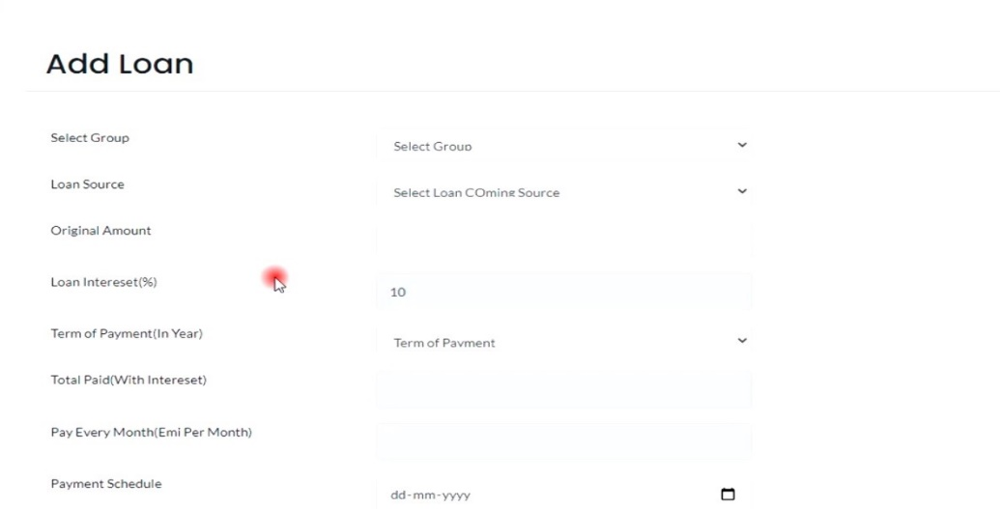 Add Loan
Select Group
Select Group
Loan Source
Select Loan COming Source
Original Amount
Loan Intereset(%)
10
Term of Payment(In Year)
Term of Payment
Total Paid(With Intereset)
Pay Every Month(Emi Per Month)
Payment Schedule
dd-mm-yyyy